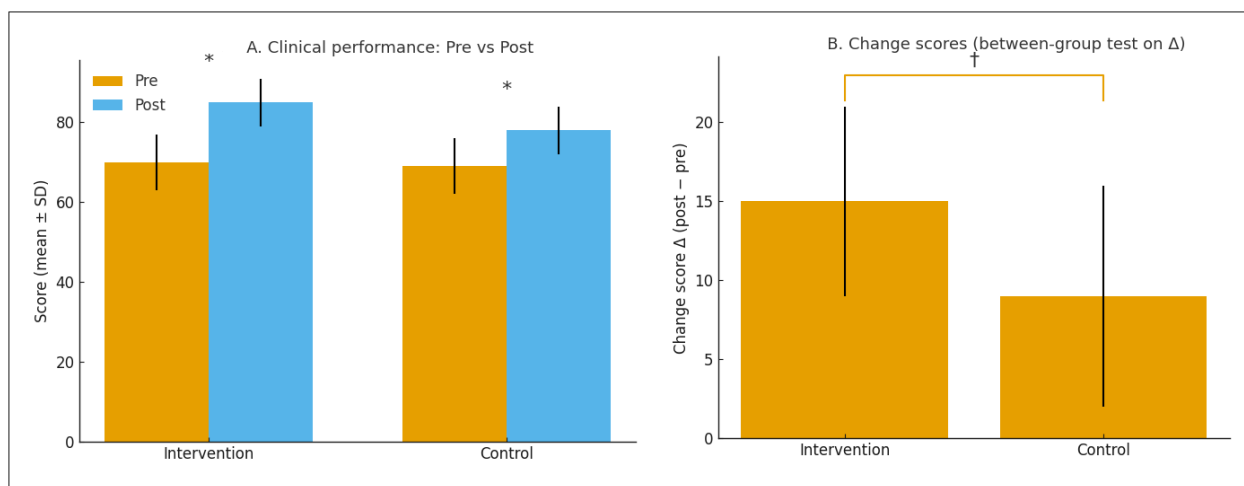 A. Clinical performance: Pre vs Post
*
*
Pre
Post
Score (mean ± SD)
80
60
40
20
0
Intervention
Control
B. Change scores (between-group test on Δ)
†
Change score Δ (post − pre)
20
15
10
5
0
Intervention
Control